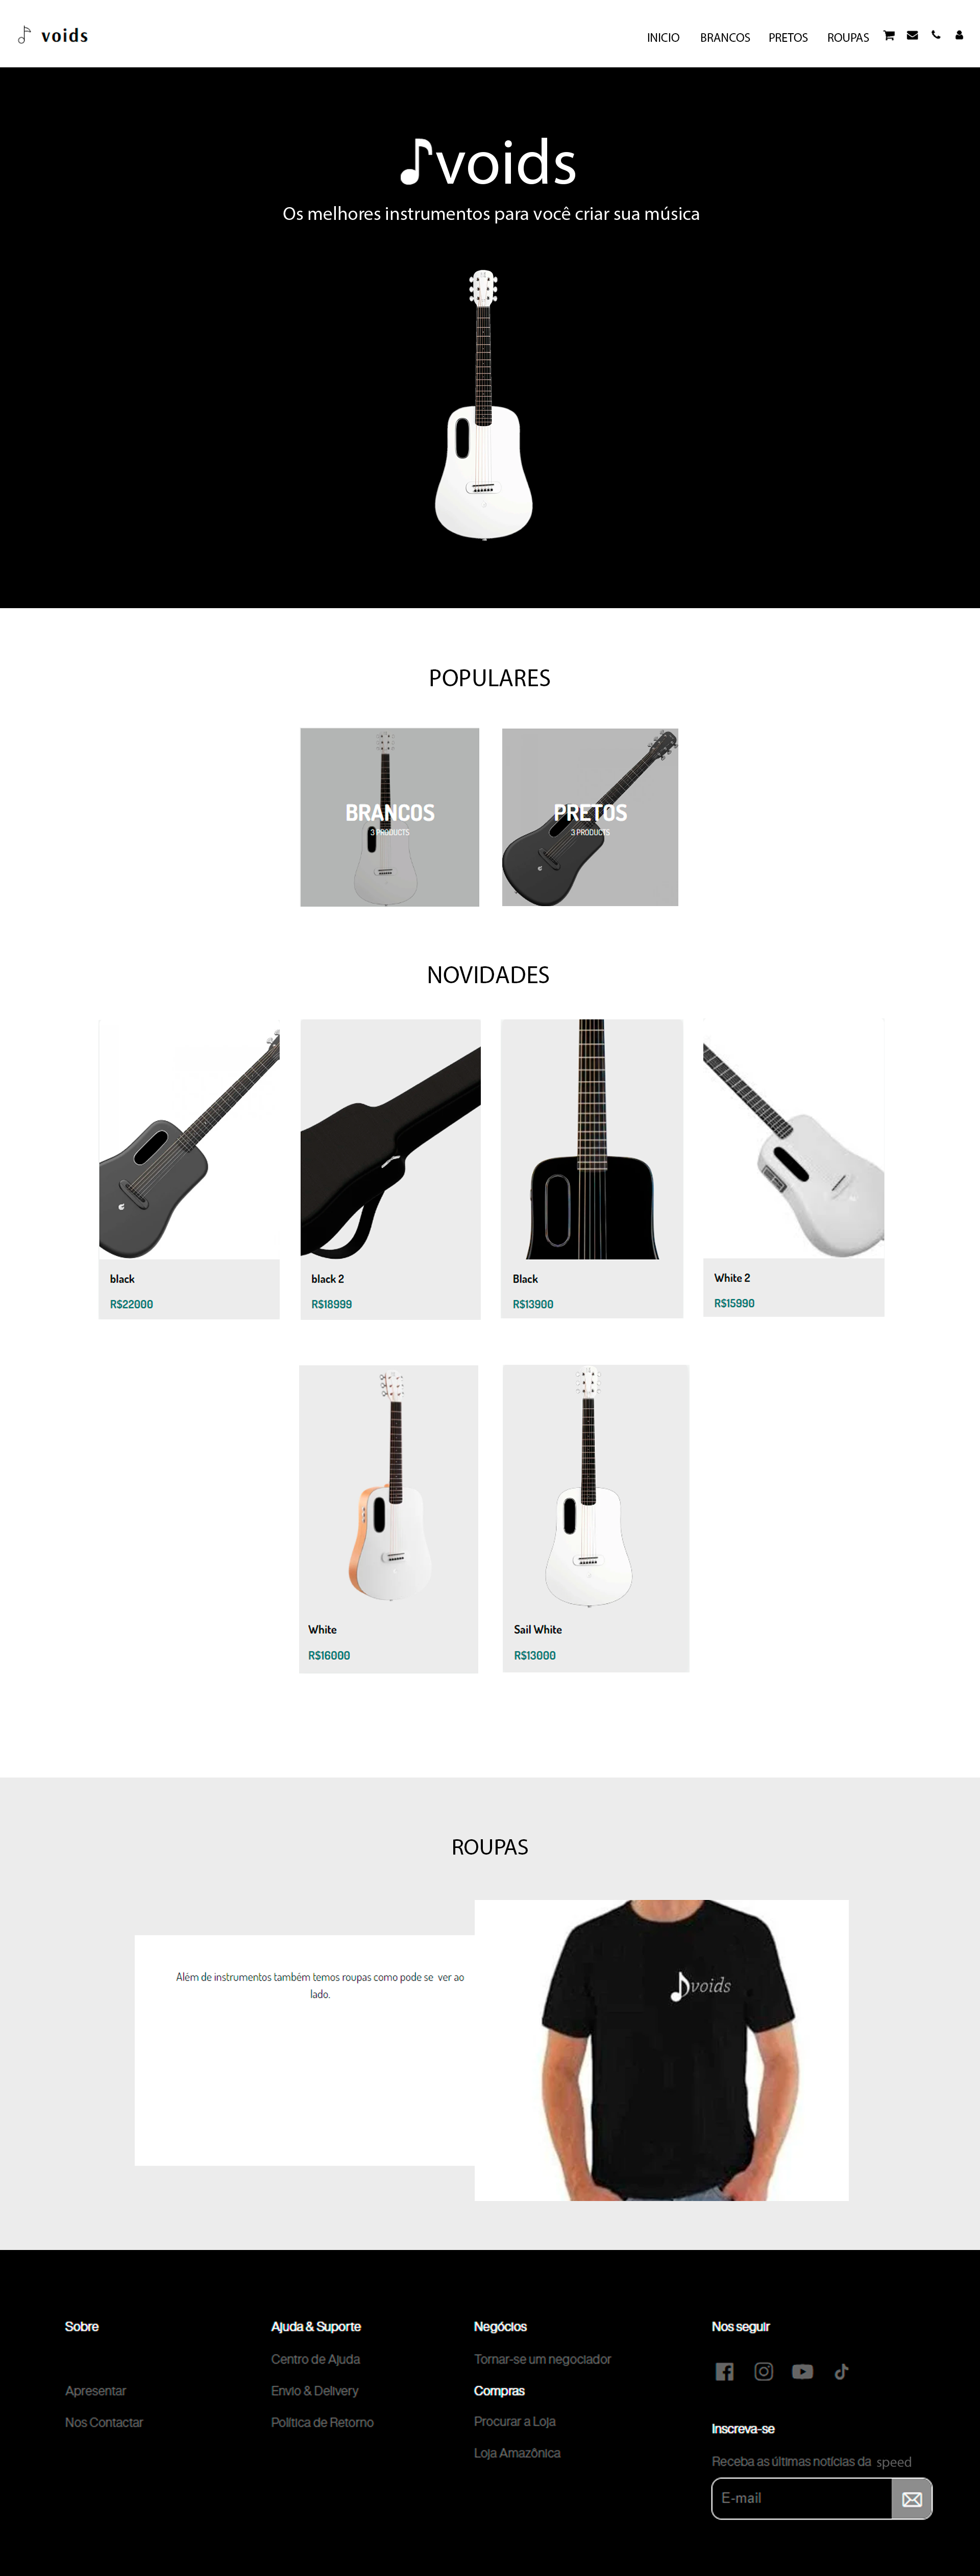 voids
INICIO BRANCOS PRETOS ROUPAS
voids
Os melhores instrumentos para você criar sua música
POPULARES
BRANCOS
3 PRODUCTS
PRETOS
3 PRODUCTS
NOVIDADES
black
R$22000
black 2
R$18999
Black
R$13900
White 2
R$15990
White
R$16000
Sail White
R$13000
ROUPAS
Além de instrumentos também temos roupas como pode se ver ao
lado.
voids
Sobre
Apresentar
Nos Contactar
Ajuda & Suporte
Centro de Ajuda
Envio & Delivery
Política de Retorno
Negócios
Tornar-se um negociador
Compras
Procurar a Loja
Loja Amazônica
Nos seguir
Inscreva-se
Receba as últimas notícias da speed
E-mail